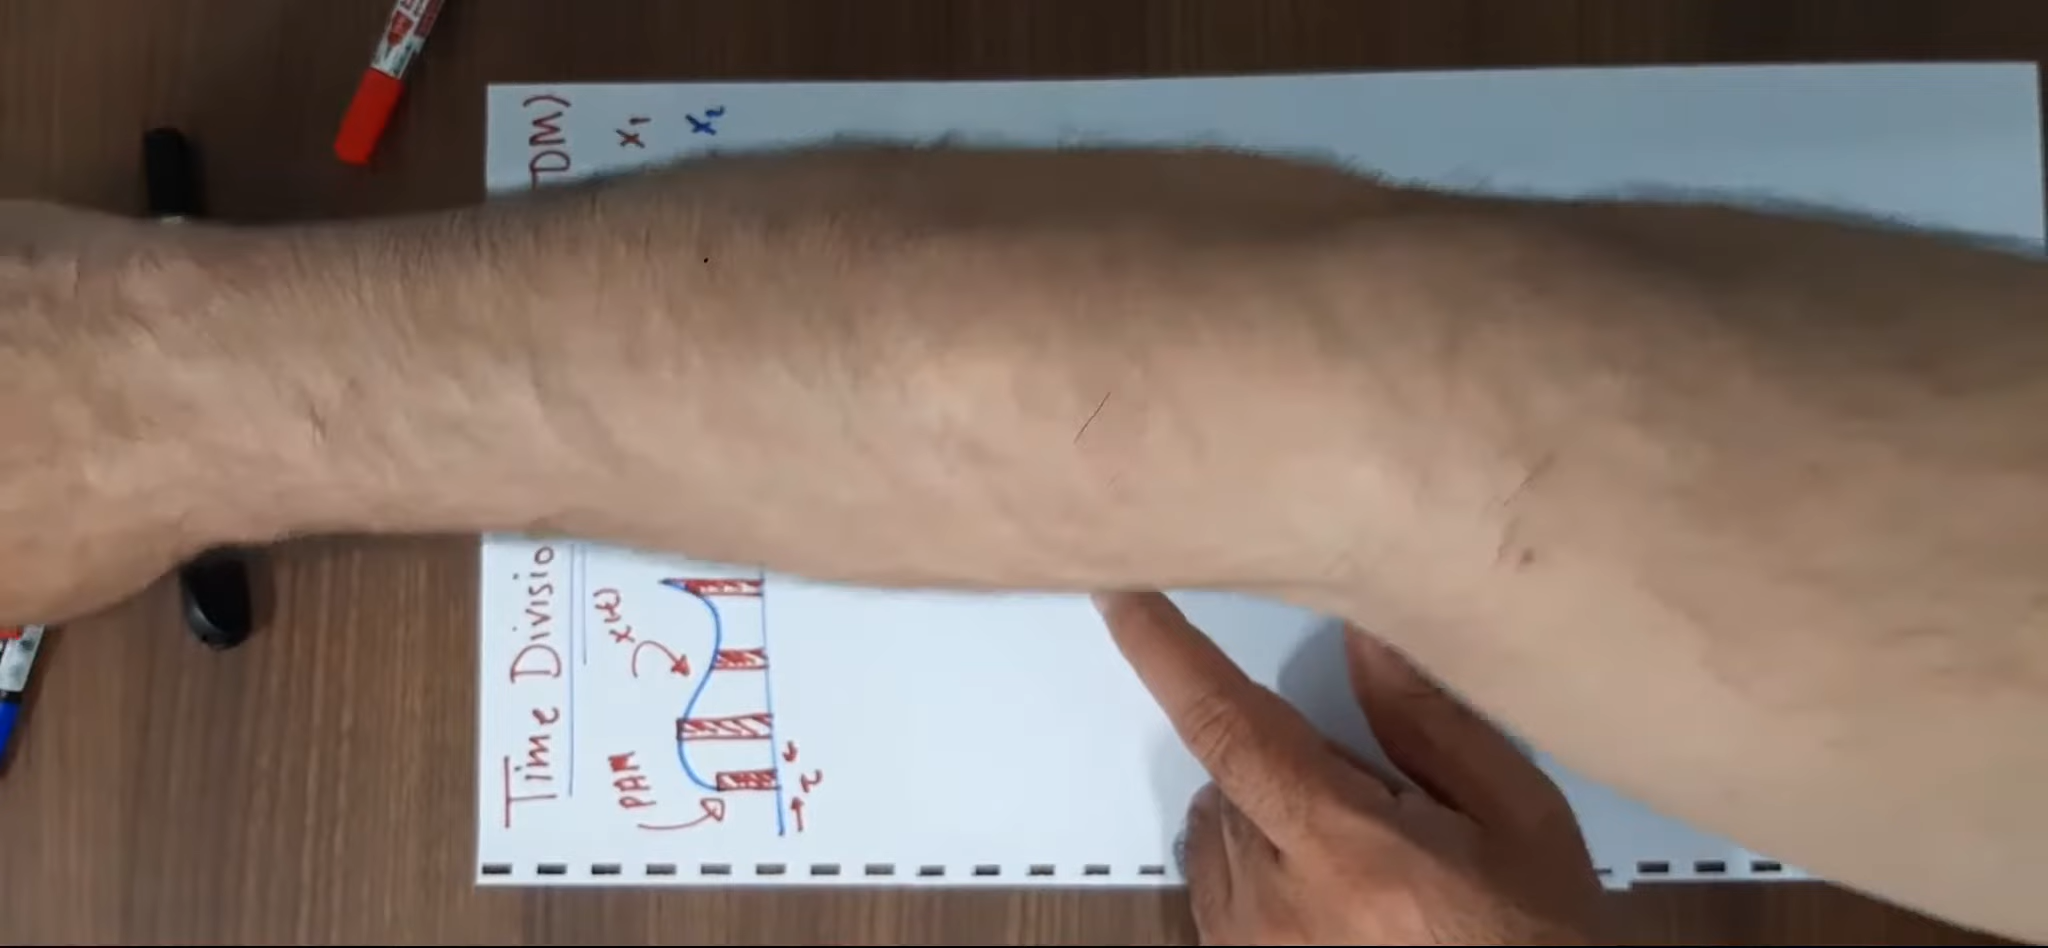 Time Divisio DM)
x1
x2
x(t)
PAM
τ